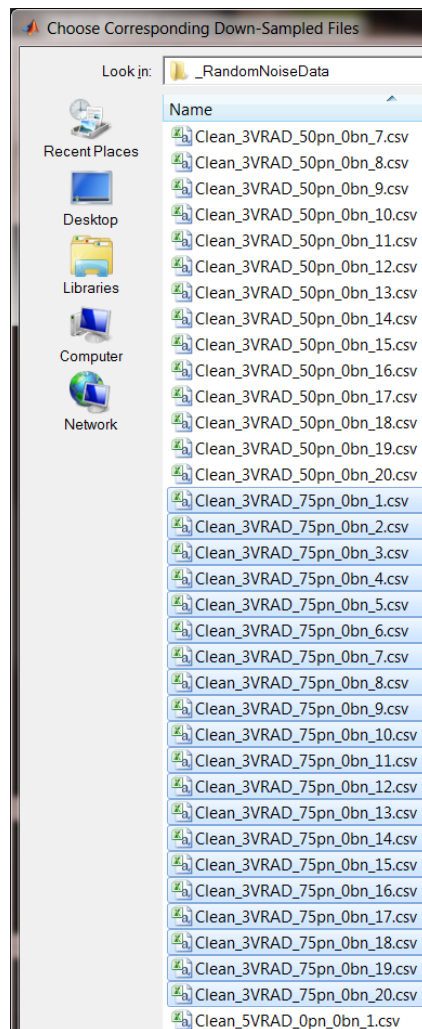 Choose Corresponding Down-Sampled Files
Look in: _RandomNoiseData
Recent Places
Desktop
Libraries
Computer
Network
Name
Clean_3VRAD_50pn_0bn_7.csv
Clean_3VRAD_50pn_0bn_8.csv
Clean_3VRAD_50pn_0bn_9.csv
Clean_3VRAD_50pn_0bn_10.csv
Clean_3VRAD_50pn_0bn_11.csv
Clean_3VRAD_50pn_0bn_12.csv
Clean_3VRAD_50pn_0bn_13.csv
Clean_3VRAD_50pn_0bn_14.csv
Clean_3VRAD_50pn_0bn_15.csv
Clean_3VRAD_50pn_0bn_16.csv
Clean_3VRAD_50pn_0bn_17.csv
Clean_3VRAD_50pn_0bn_18.csv
Clean_3VRAD_50pn_0bn_19.csv
Clean_3VRAD_50pn_0bn_20.csv
Clean_3VRAD_75pn_0bn_1.csv
Clean_3VRAD_75pn_0bn_2.csv
Clean_3VRAD_75pn_0bn_3.csv
Clean_3VRAD_75pn_0bn_4.csv
Clean_3VRAD_75pn_0bn_5.csv
Clean_3VRAD_75pn_0bn_6.csv
Clean_3VRAD_75pn_0bn_7.csv
Clean_3VRAD_75pn_0bn_8.csv
Clean_3VRAD_75pn_0bn_9.csv
Clean_3VRAD_75pn_0bn_10.csv
Clean_3VRAD_75pn_0bn_11.csv
Clean_3VRAD_75pn_0bn_12.csv
Clean_3VRAD_75pn_0bn_13.csv
Clean_3VRAD_75pn_0bn_14.csv
Clean_3VRAD_75pn_0bn_15.csv
Clean_3VRAD_75pn_0bn_16.csv
Clean_3VRAD_75pn_0bn_17.csv
Clean_3VRAD_75pn_0bn_18.csv
Clean_3VRAD_75pn_0bn_19.csv
Clean_3VRAD_75pn_0bn_20.csv
Clean_5VRAD_0pn_0bn_1.csv